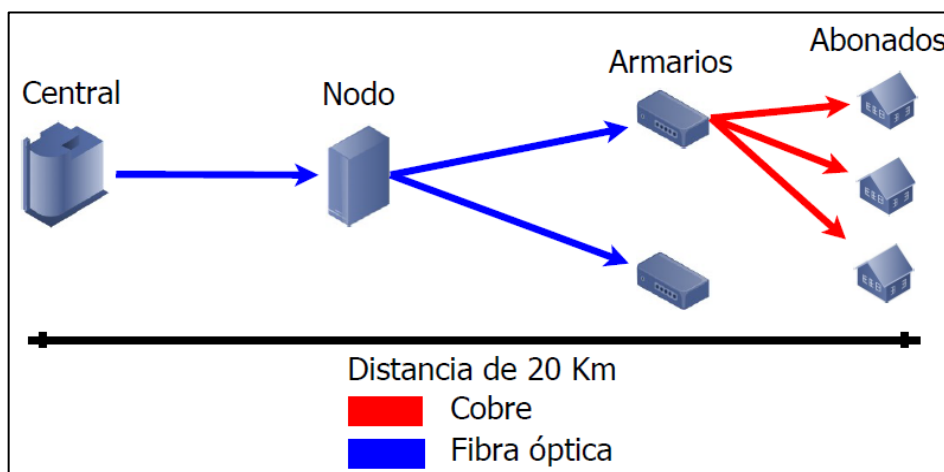 Central
Nodo
Armarios
Abonados
Distancia de 20 Km
Cobre
Fibra óptica